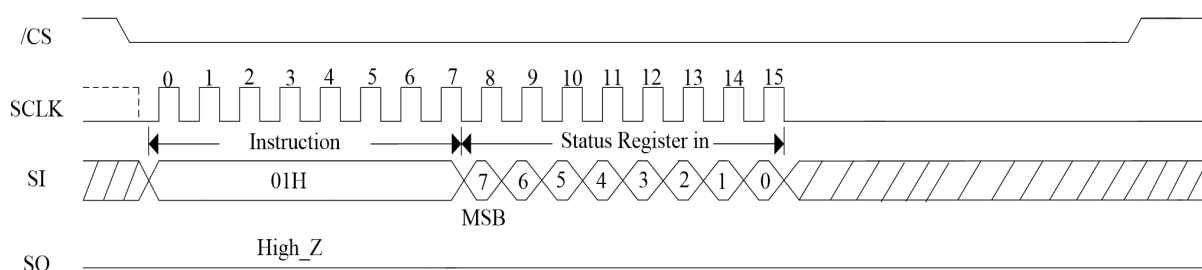 /CS
0 1 2 3 4 5 6 7 8 9 10 11 12 13 14 15
SCLK
Instruction Status Register in
SI 01H 7 6 5 4 3 2 1 0
MSB
High_Z
SO